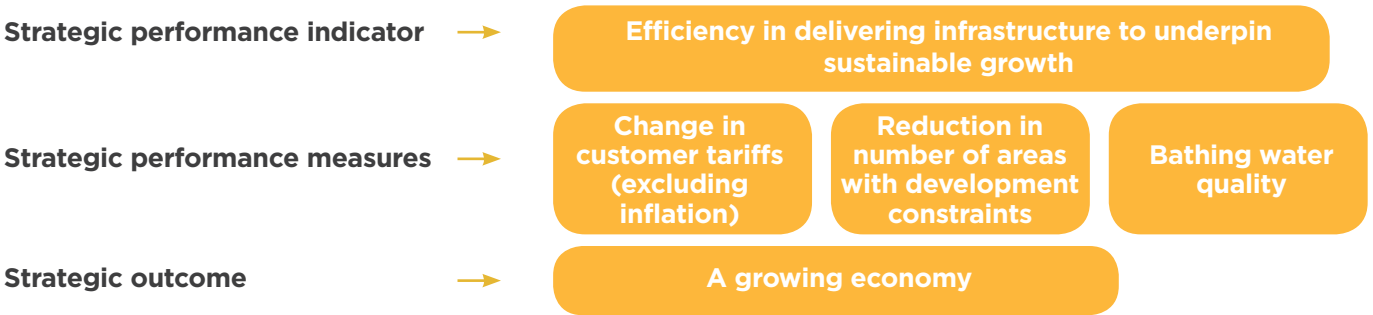 Strategic performance indicator
Efficiency in delivering infrastructure to underpin
sustainable growth
Strategic performance measures
Change in
customer tariffs
(excluding
inflation)
Reduction in
number of areas
with development
constraints
Bathing water
quality
Strategic outcome
A growing economy